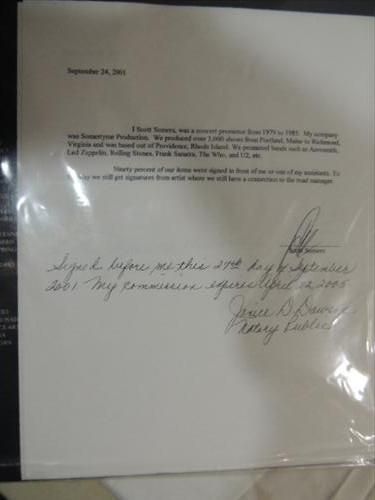 September 24, 2001
I Scott Somers, was a concert promoter from 1979 to 1985. My company
was Somertyme Production. We produced over 3,000 shows from Portland, Maine to Richmond,
Virginia and was based out of Providence, Rhode Island. We promoted bands such as Aerosmith,
Led Zeppelin, Rolling Stones, Frank Sanatra, The Who, and U2, etc.
Ninety percent of our items were signed in front of me or one of my assistants. To
day we still get signatures from artist where we still have a connection to the road manager.
Scott Somers
Signed before me this 24th day of September
2001. My Commission expires April 2005
Janice D. Dawson
Notary Public